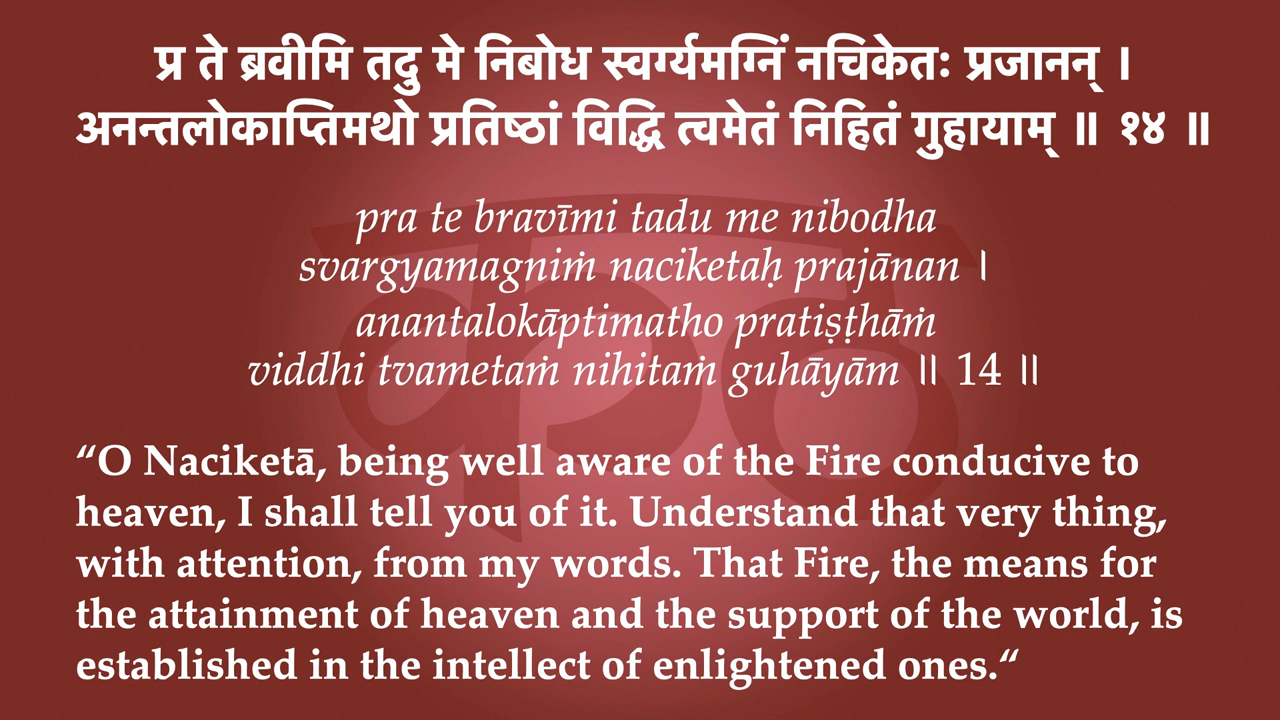 प्र ते ब्रवीमि तदु मे निबोध स्वर्ग्यमग्निं नचिकेतः प्रजानन् ।
अनन्तलोकाप्तिमथो प्रतिष्ठां विद्धि त्वमेतं निहितं गुहायाम् ॥ १४ ॥
pra te bravīmi tadu me nibodha
svargyamagniṁ naciketaḥ prajānan ।
anantalokāptimatho pratiṣṭhāṁ
viddhi tvametaṁ nihitaṁ guhāyām ॥ 14 ॥
“O Naciketā, being well aware of the Fire conducive to
heaven, I shall tell you of it. Understand that very thing,
with attention, from my words. That Fire, the means for
the attainment of heaven and the support of the world, is
established in the intellect of enlightened ones.“
कठ